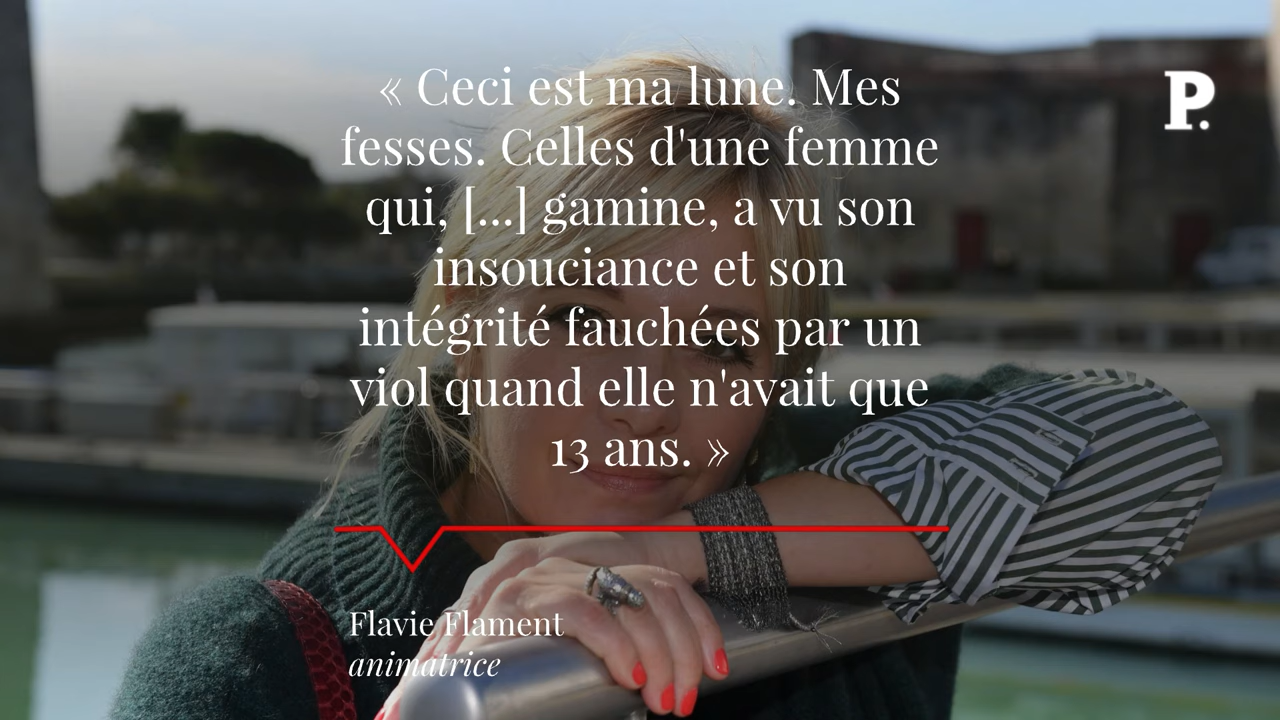 « Ceci est ma lune. Mes
fesses. Celles d'une femme
qui, [...] gamine, a vu son
insouciance et son
intégrité fauchées par un
viol quand elle n'avait que
13 ans. »
P.
Flavie Flament
animatrice